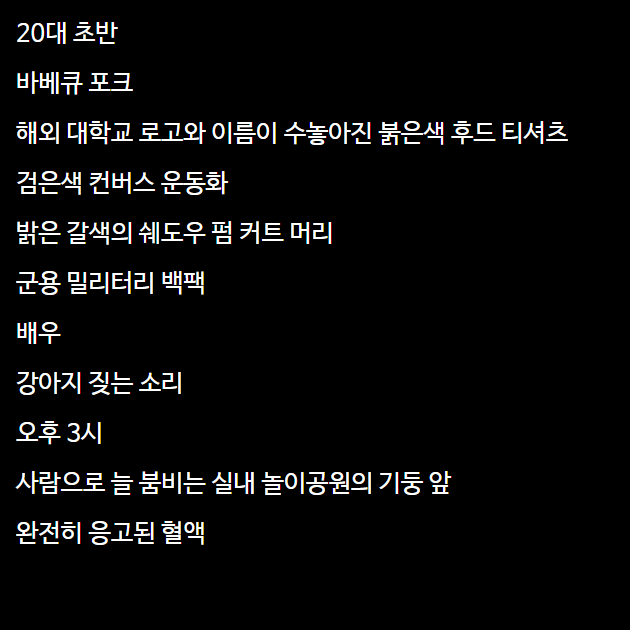 20대 초반
바베큐 포크
해외 대학교 로고와 이름이 수놓아진 붉은색 후드 티셔츠
검은색 컨버스 운동화
밝은 갈색의 쉐도우 펌 커트 머리
군용 밀리터리 백팩
배우
강아지 짖는 소리
오후 3시
사람으로 늘 붐비는 실내 놀이공원의 기둥 앞
완전히 응고된 혈액